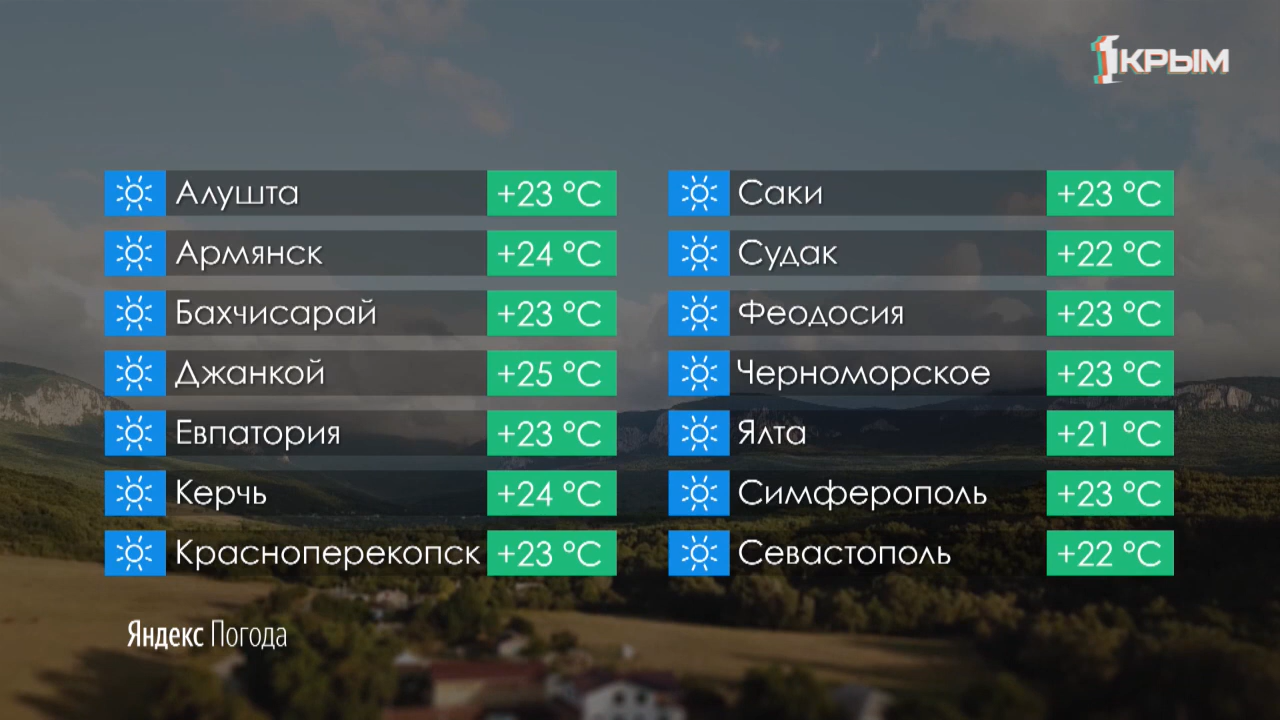 1КРЫМ
Алушта +23 °C
Армянск +24 °C
Бахчисарай +23 °C
Джанкой +25 °C
Евпатория +23 °C
Керчь +24 °C
Красноперекопск +23 °C
Саки +23 °C
Судак +22 °C
Феодосия +23 °C
Черноморское +23 °C
Ялта +21 °C
Симферополь +23 °C
Севастополь +22 °C
Яндекс Погода